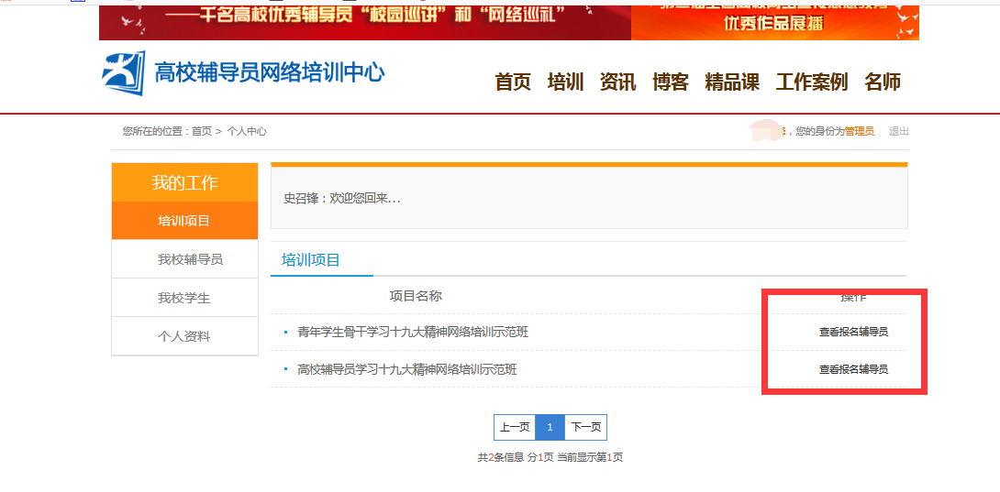 ——千名高校优秀辅导员“校园巡讲”和“网络巡礼”
优秀作品展播
高校辅导员网络培训中心
首页 培训 资讯 博客 精品课 工作案例 名师
您所在的位置：首页 > 个人中心
，您的身份为管理员 退出
我的工作
培训项目
我校辅导员
我校学生
个人资料
史召锋：欢迎您回来...
培训项目
项目名称 操作
青年学生骨干学习十九大精神网络培训示范班 查看报名辅导员
高校辅导员学习十九大精神网络培训示范班 查看报名辅导员
上一页 1 下一页
共2条信息 分1页 当前显示第1页